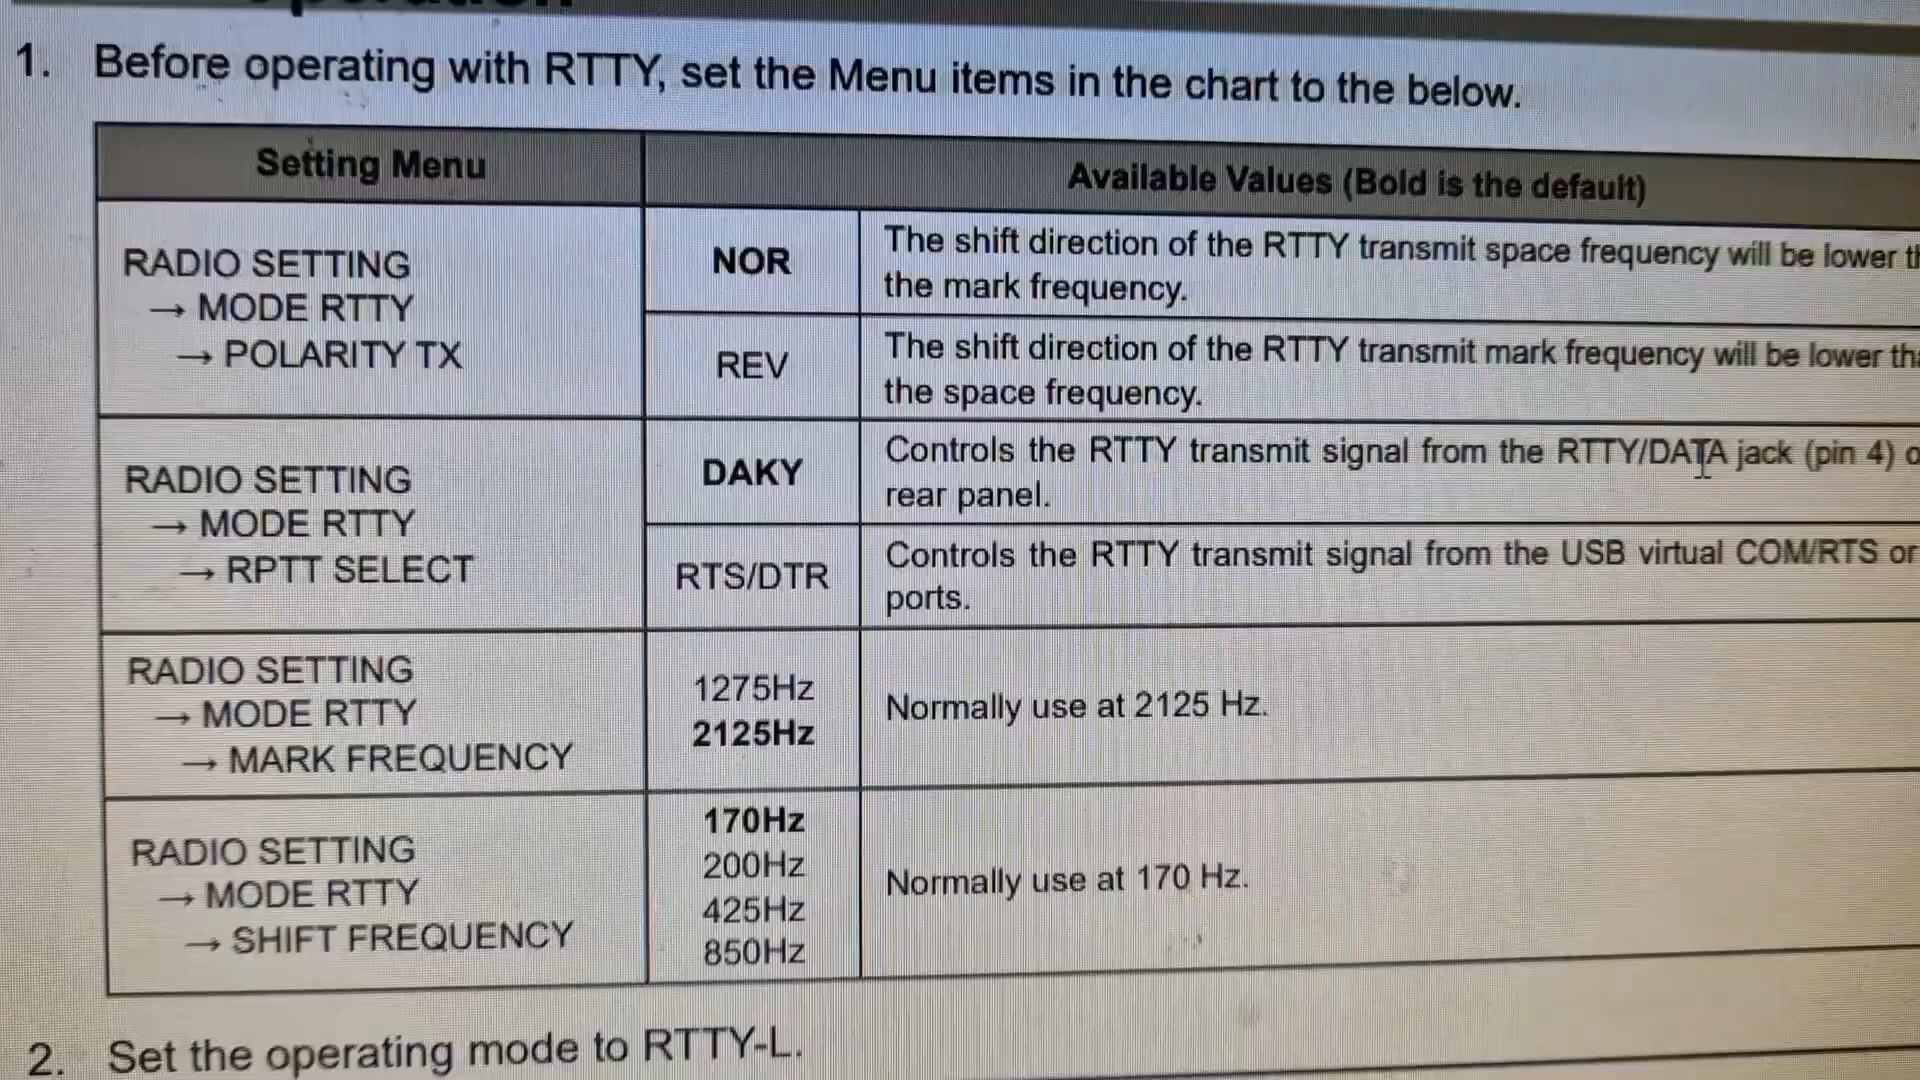 1. Before operating with RTTY, set the Menu items in the chart to the below.
Setting Menu
Available Values (Bold is the default)
RADIO SETTING
→ MODE RTTY
→ POLARITY TX
NOR
The shift direction of the RTTY transmit space frequency will be lower
the mark frequency.
REV
The shift direction of the RTTY transmit mark frequency will be lower
the space frequency.
RADIO SETTING
→ MODE RTTY
→ RPTT SELECT
DAKY
Controls the RTTY transmit signal from the RTTY/DATA jack (pin 4)
rear panel.
RTS/DTR
Controls the RTTY transmit signal from the USB virtual COM/RTS or
ports.
RADIO SETTING
→ MODE RTTY
→ MARK FREQUENCY
1275Hz
2125Hz
Normally use at 2125 Hz.
RADIO SETTING
→ MODE RTTY
→ SHIFT FREQUENCY
170Hz
200Hz
425Hz
850Hz
Normally use at 170 Hz.
2. Set the operating mode to RTTY-L.